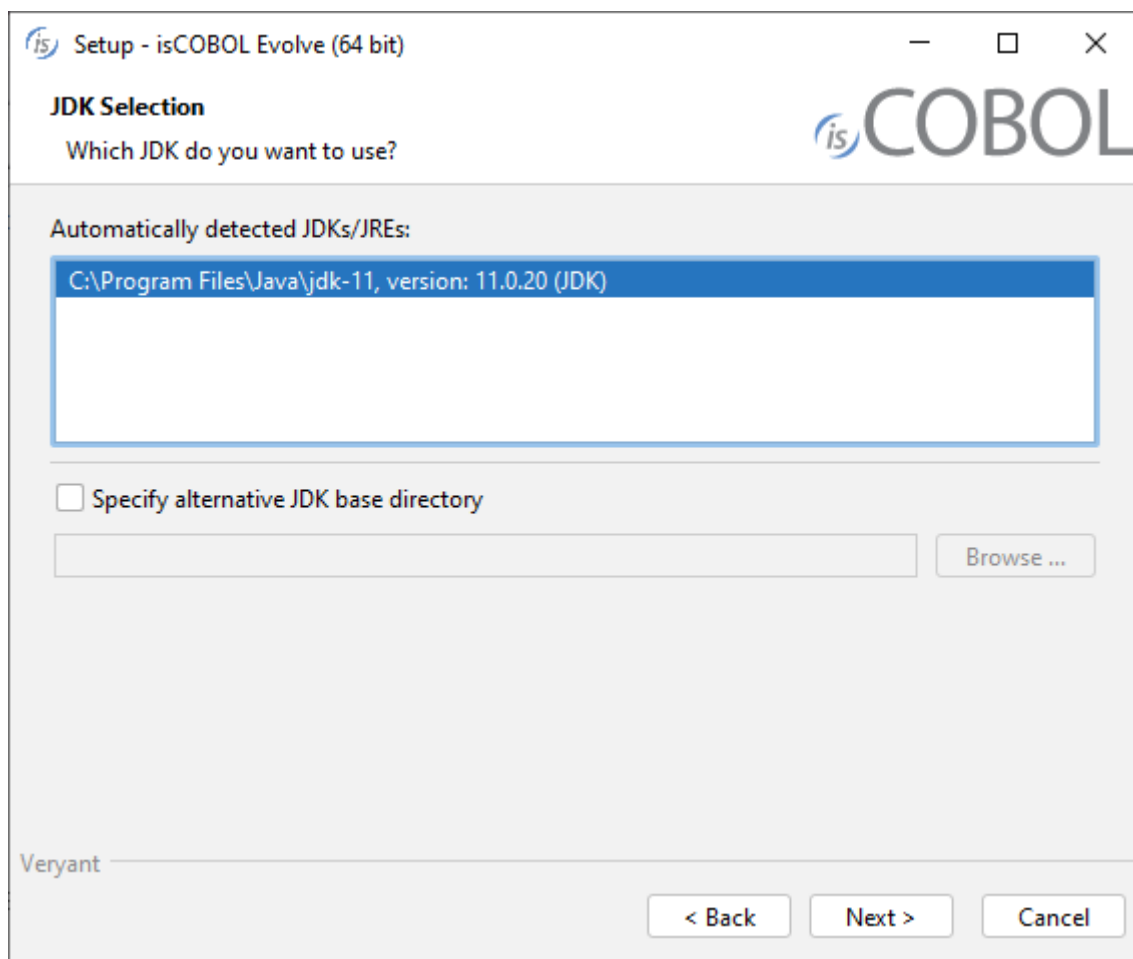 is Setup - isCOBOL Evolve (64 bit)
JDK Selection
Which JDK do you want to use?
isCOBOL
Automatically detected JDKs/JREs:
C:\Program Files\Java\jdk-11, version: 11.0.20 (JDK)
Specify alternative JDK base directory
Browse ...
Veryant
< Back Next > Cancel